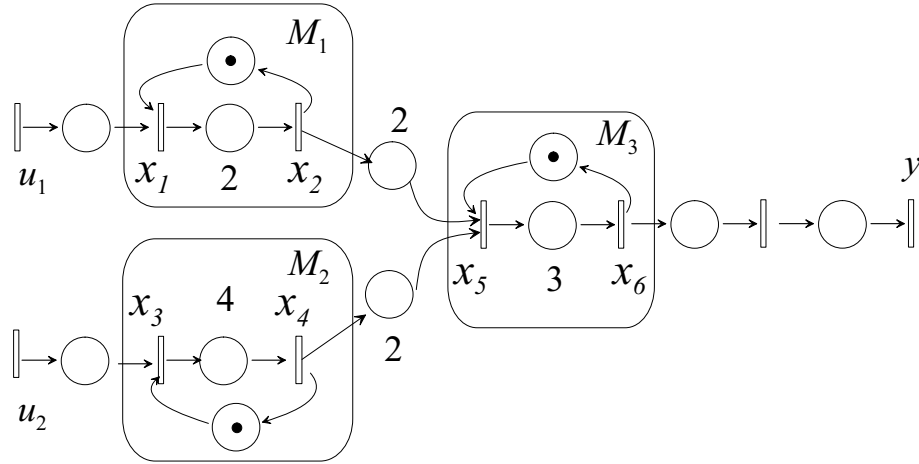 M₁
2
u₁
x₁
2
x₂
M₃
y
x₅
3
x₆
M₂
x₃
4
x₄
2
u₂